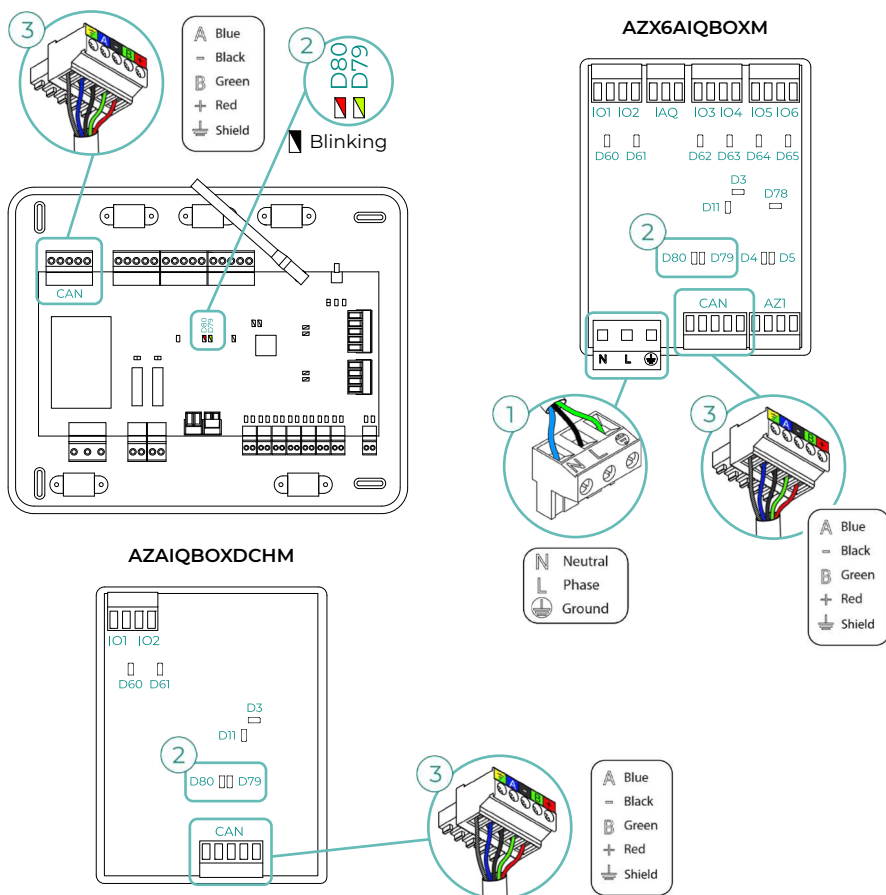 3
A Blue
- Black
B Green
+ Red
Shield
A - B +
2
D80
D79
Blinking
CAN
D80
D79
AZX6AIQBOXM
IO1 IO2 IAQ IO3 IO4 IO5 IO6
D60 D61 D62 D63 D64 D65
D3
D11 D78
2
D80 D79 D4 D5
CAN AZ1
N L
1
N L
3
A - B +
N Neutral
L Phase
Ground
A Blue
- Black
B Green
+ Red
Shield
AZAIQBOXDCHM
IO1 IO2
D60 D61
D3
D11
2
D80 D79
CAN
3
A - B +
A Blue
- Black
B Green
+ Red
Shield